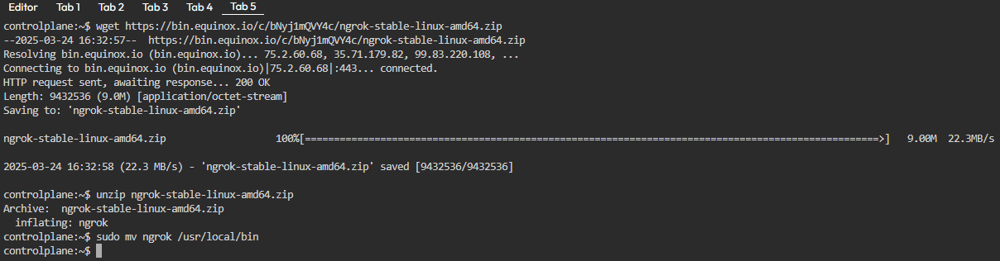 Editor Tab 1 Tab 2 Tab 3 Tab 4 Tab 5
controlplane:~$ wget https://bin.equinox.io/c/bNyj1mQVY4c/ngrok-stable-linux-amd64.zip
--2025-03-24 16:32:57-- https://bin.equinox.io/c/bNyj1mQVY4c/ngrok-stable-linux-amd64.zip
Resolving bin.equinox.io (bin.equinox.io)... 75.2.60.68, 35.71.179.82, 99.83.220.108, ...
Connecting to bin.equinox.io (bin.equinox.io)|75.2.60.68|:443... connected.
HTTP request sent, awaiting response... 200 OK
Length: 9432536 (9.0M) [application/octet-stream]
Saving to: 'ngrok-stable-linux-amd64.zip'
ngrok-stable-linux-amd64.zip 100%[===================================================================================================>] 9.00M 22.3MB/s
2025-03-24 16:32:58 (22.3 MB/s) - 'ngrok-stable-linux-amd64.zip' saved [9432536/9432536]
controlplane:~$ unzip ngrok-stable-linux-amd64.zip
Archive: ngrok-stable-linux-amd64.zip
inflating: ngrok
controlplane:~$ sudo mv ngrok /usr/local/bin
controlplane:~$